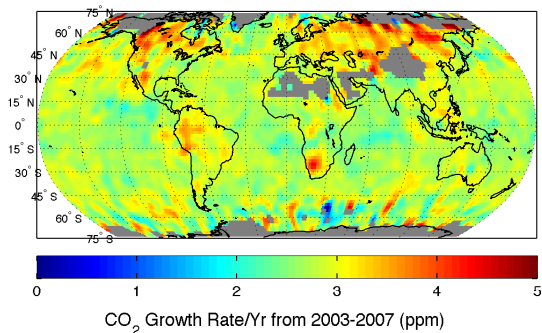 75° N
60° N
45° N
30° N
15° N
0°
15° S
30° S
45° S
60° S
75° S
0 1 2 3 4 5
CO₂ Growth Rate/Yr from 2003-2007 (ppm)